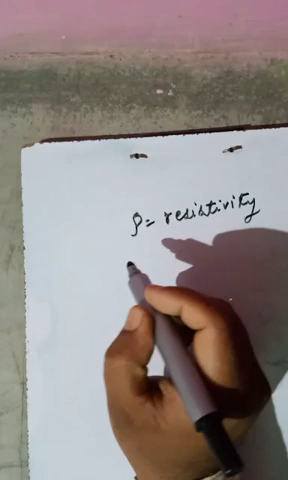 ρ = resistivity